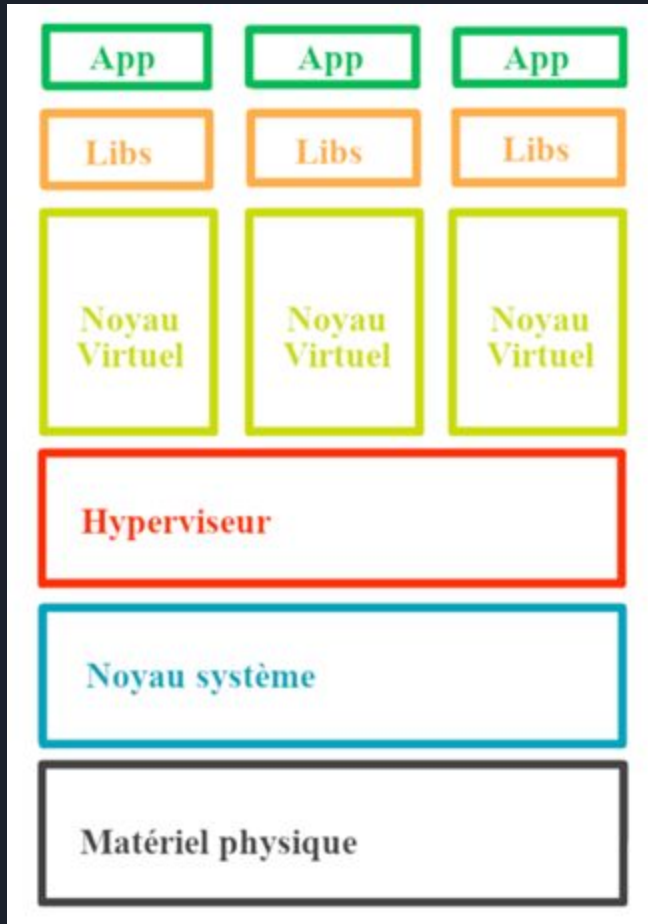 App App App
Libs Libs Libs
Noyau Noyau Noyau
Virtuel Virtuel Virtuel
Hyperviseur
Noyau système
Matériel physique